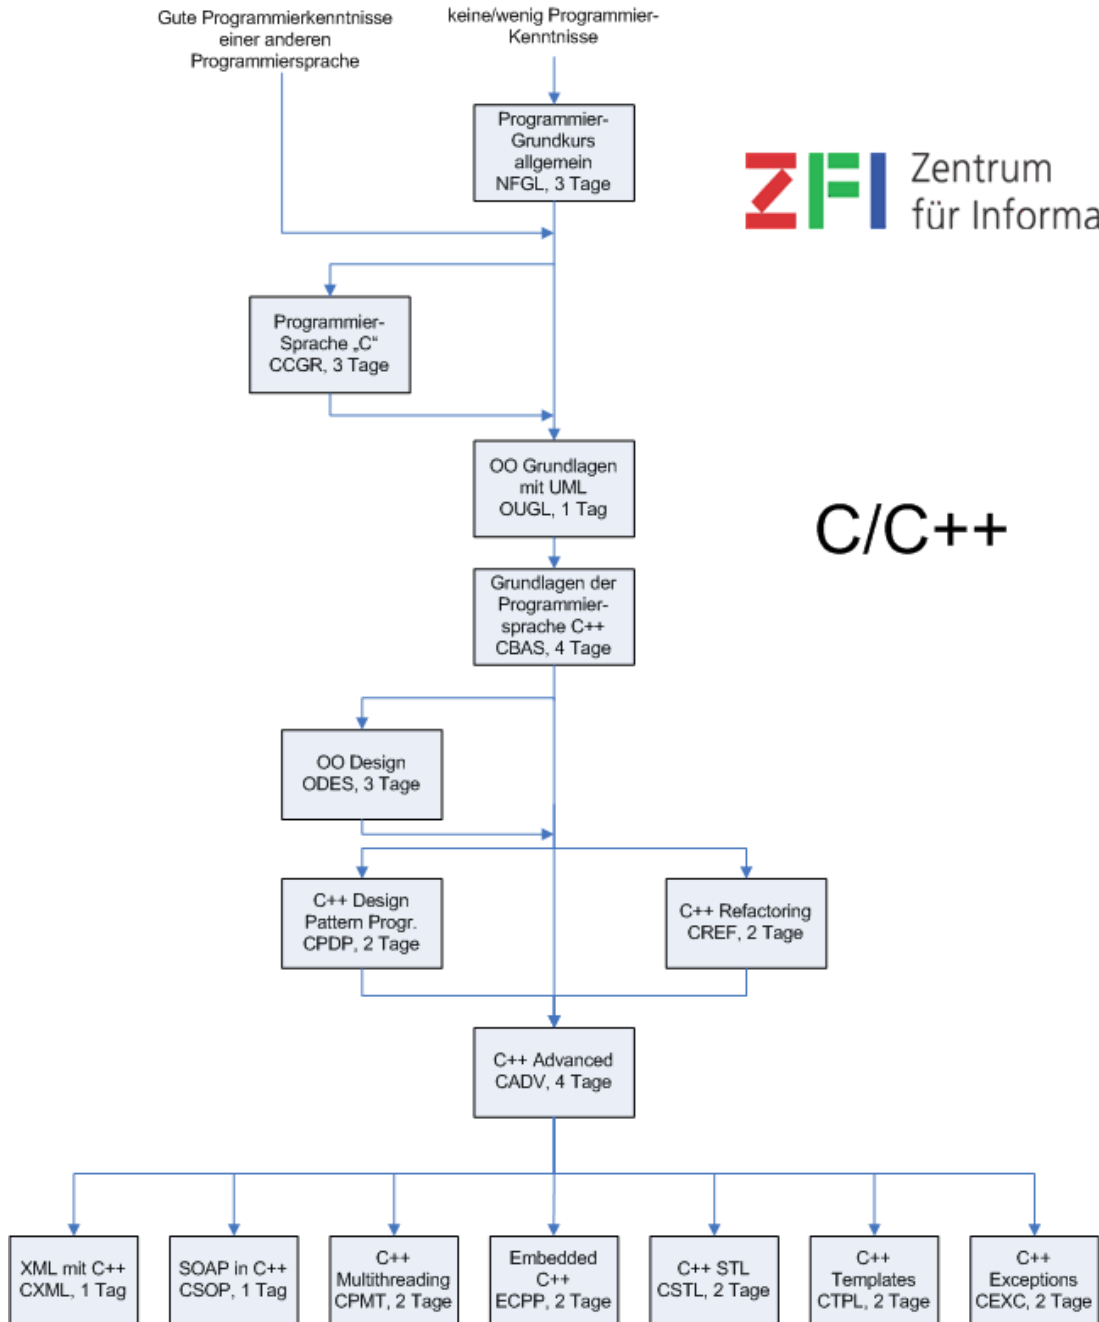 Gute Programmierkenntnisse
einer anderen
Programmiersprache
keine/wenig Programmier-
Kenntnisse
Programmier-
Grundkurs
allgemein
NFGL, 3 Tage
ZFI
Zentrum
für Informa
Programmier-
Sprache „C“
CCGR, 3 Tage
OO Grundlagen
mit UML
OUGL, 1 Tag
C/C++
Grundlagen der
Programmier-
sprache C++
CBAS, 4 Tage
OO Design
ODES, 3 Tage
C++ Design
Pattern Progr.
CPDP, 2 Tage
C++ Refactoring
CREF, 2 Tage
C++ Advanced
CADV, 4 Tage
XML mit C++
CXML, 1 Tag
SOAP in C++
CSOP, 1 Tag
C++
Multithreading
CPMT, 2 Tage
Embedded
C++
ECPP, 2 Tage
C++ STL
CSTL, 2 Tage
C++
Templates
CTPL, 2 Tage
C++
Exceptions
CEXC, 2 Tage